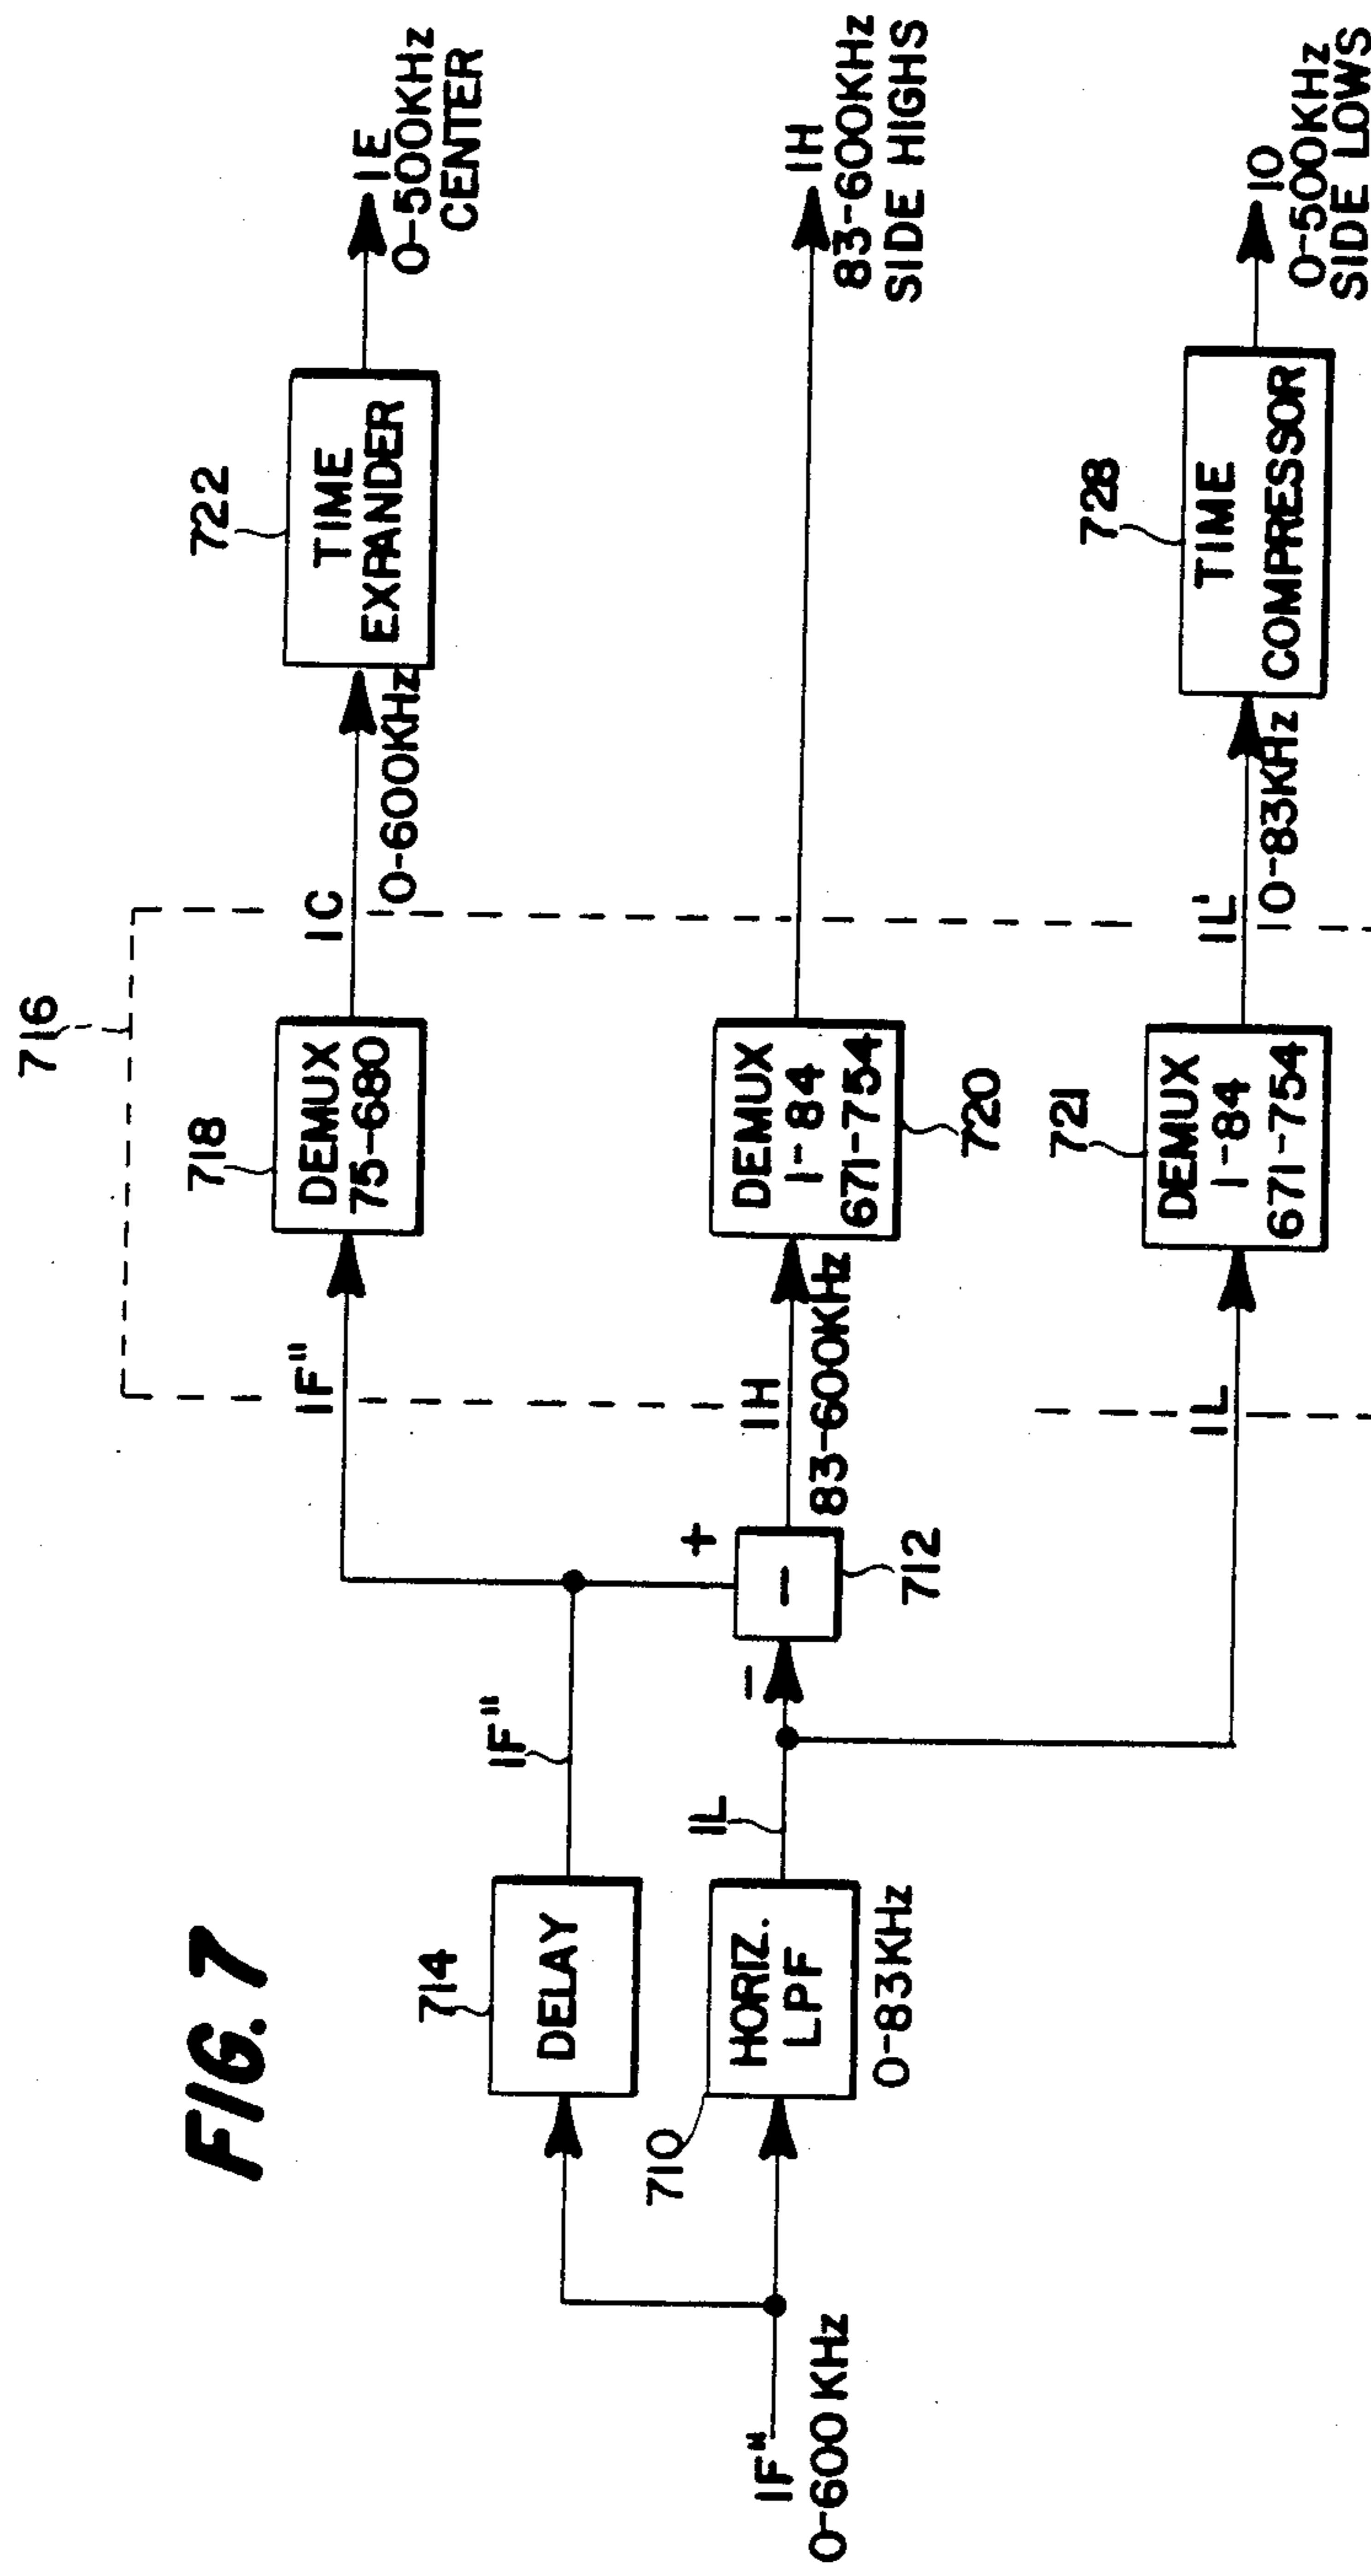 FIG. 7
IF"
0-600 KHz
714
DELAY
710
HORIZ.
LPF
0-83KHz
IF"
IL
+
-
-
712
IF"
IH
83-600KHz
IL
716
718
DEMUX
75-680
DEMUX
1-84
671-754
720
721
DEMUX
1-84
671-754
IC
0-600KHz
IL'
0-83KHz
722
TIME
EXPANDER
728
TIME
COMPRESSOR
IE
0-500KHz
CENTER
IH
83-600KHz
SIDE HIGHS
IO
0-500KHz
SIDE LOWS